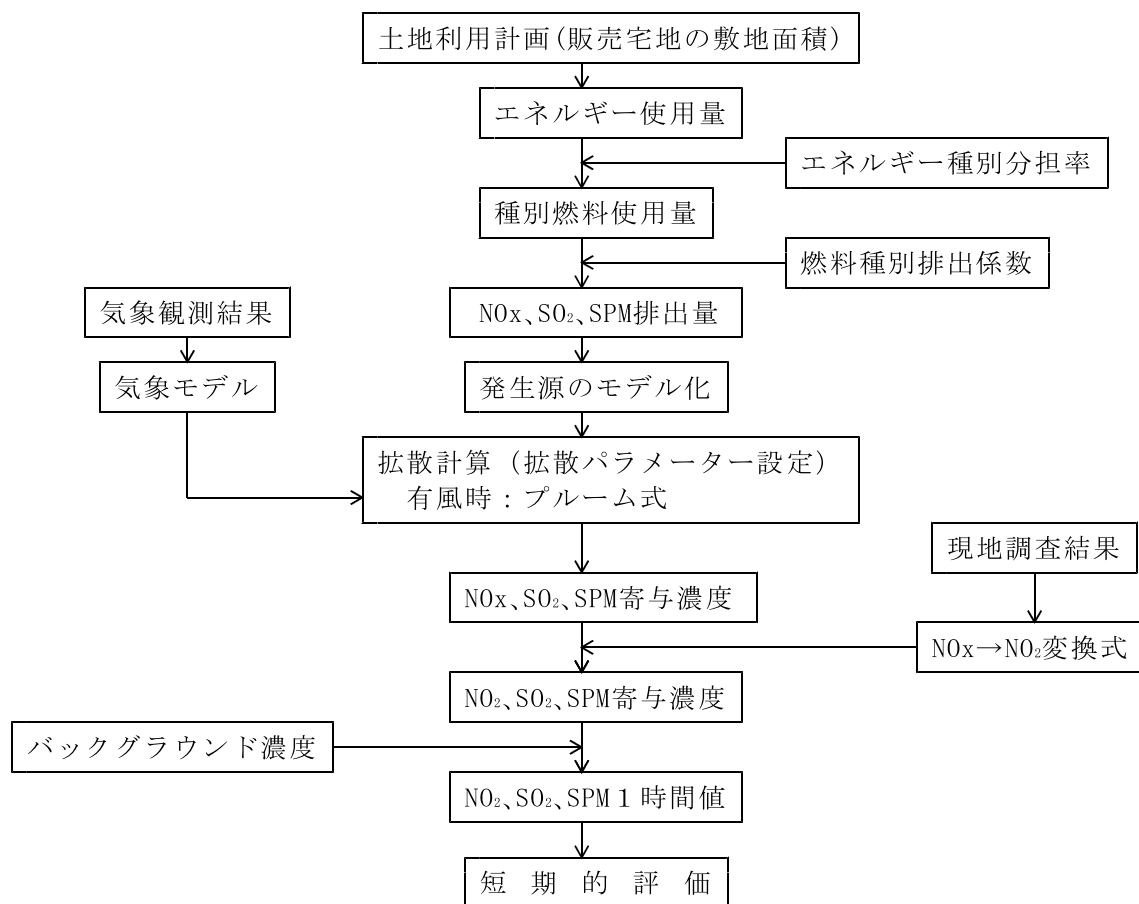 土地利用計画(販売宅地の敷地面積)
エネルギー使用量
エネルギー種別分担率
種別燃料使用量
燃料種別排出係数
気象観測結果
NOx、SO₂、SPM排出量
気象モデル
発生源のモデル化
拡散計算（拡散パラメーター設定）
有風時：プルーム式
現地調査結果
NOx、SO₂、SPM寄与濃度
NOx→NO₂変換式
NO₂、SO₂、SPM寄与濃度
バックグラウンド濃度
NO₂、SO₂、SPM１時間値
短期的評価